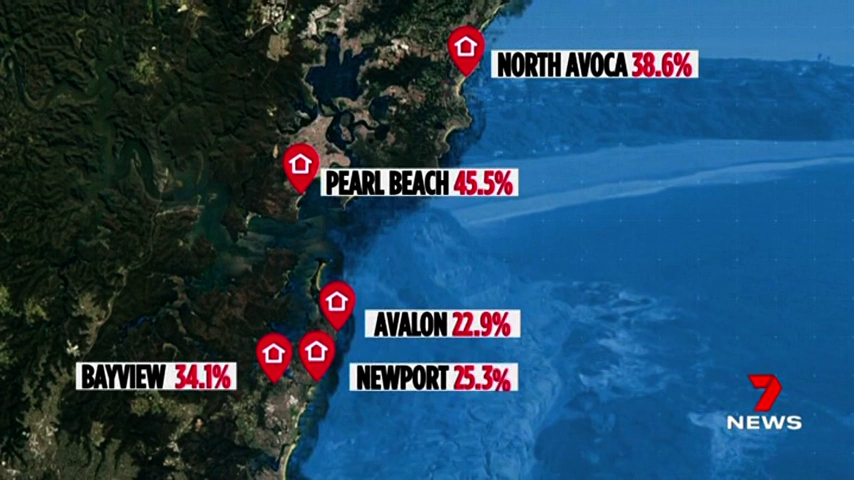 NORTH AVOCA 38.6%
PEARL BEACH 45.5%
AVALON 22.9%
BAYVIEW 34.1%
NEWPORT 25.3%
7
NEWS